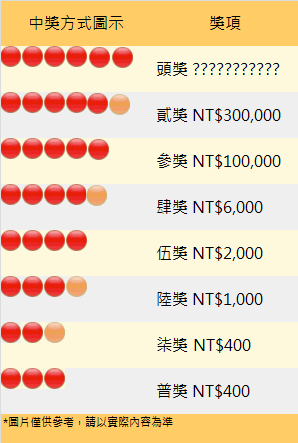 中獎方式圖示 獎項
頭獎 ???????????
貳獎 NT$300,000
參獎 NT$100,000
肆獎 NT$6,000
伍獎 NT$2,000
陸獎 NT$1,000
柒獎 NT$400
普獎 NT$400
*圖片僅供參考，請以實際內容為準